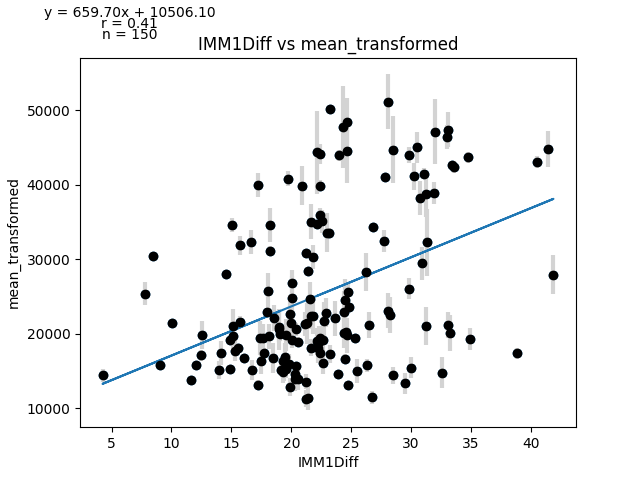 y = 659.70x + 10506.10
r = 0.41
n = 150
IMM1Diff vs mean_transformed
mean_transformed
50000
40000
30000
20000
10000
5 10 15 20 25 30 35 40
IMM1Diff